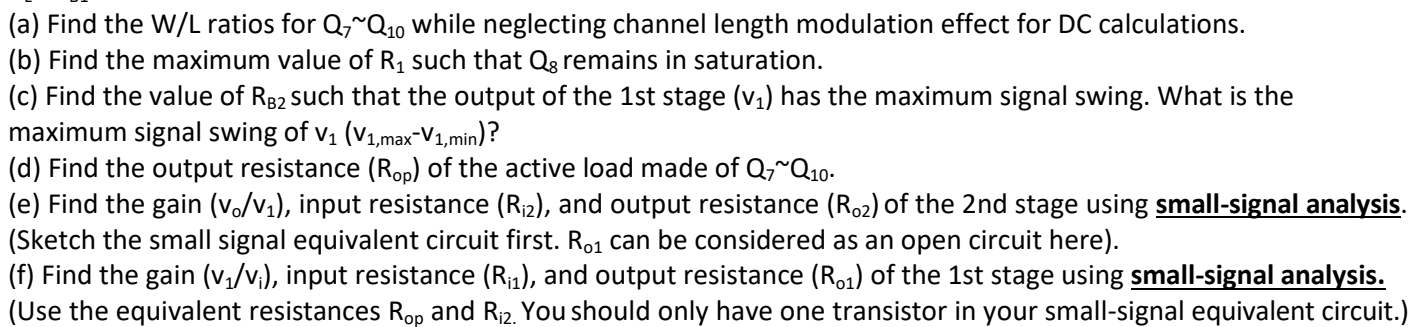 (a) Find the W/L ratios for Q7~Q10 while neglecting channel length modulation effect for DC calculations.
(b) Find the maximum value of R1 such that Q8 remains in saturation.
(c) Find the value of RB2 such that the output of the 1st stage (v1) has the maximum signal swing. What is the
maximum signal swing of v1 (v1,max-v1,min)?
(d) Find the output resistance (Rop) of the active load made of Q7~Q10.
(e) Find the gain (vo/v1), input resistance (Ri2), and output resistance (Ro2) of the 2nd stage using small-signal analysis.
(Sketch the small signal equivalent circuit first. Ro1 can be considered as an open circuit here).
(f) Find the gain (v1/vi), input resistance (Ri1), and output resistance (Ro1) of the 1st stage using small-signal analysis.
(Use the equivalent resistances Rop and Ri2. You should only have one transistor in your small-signal equivalent circuit.)